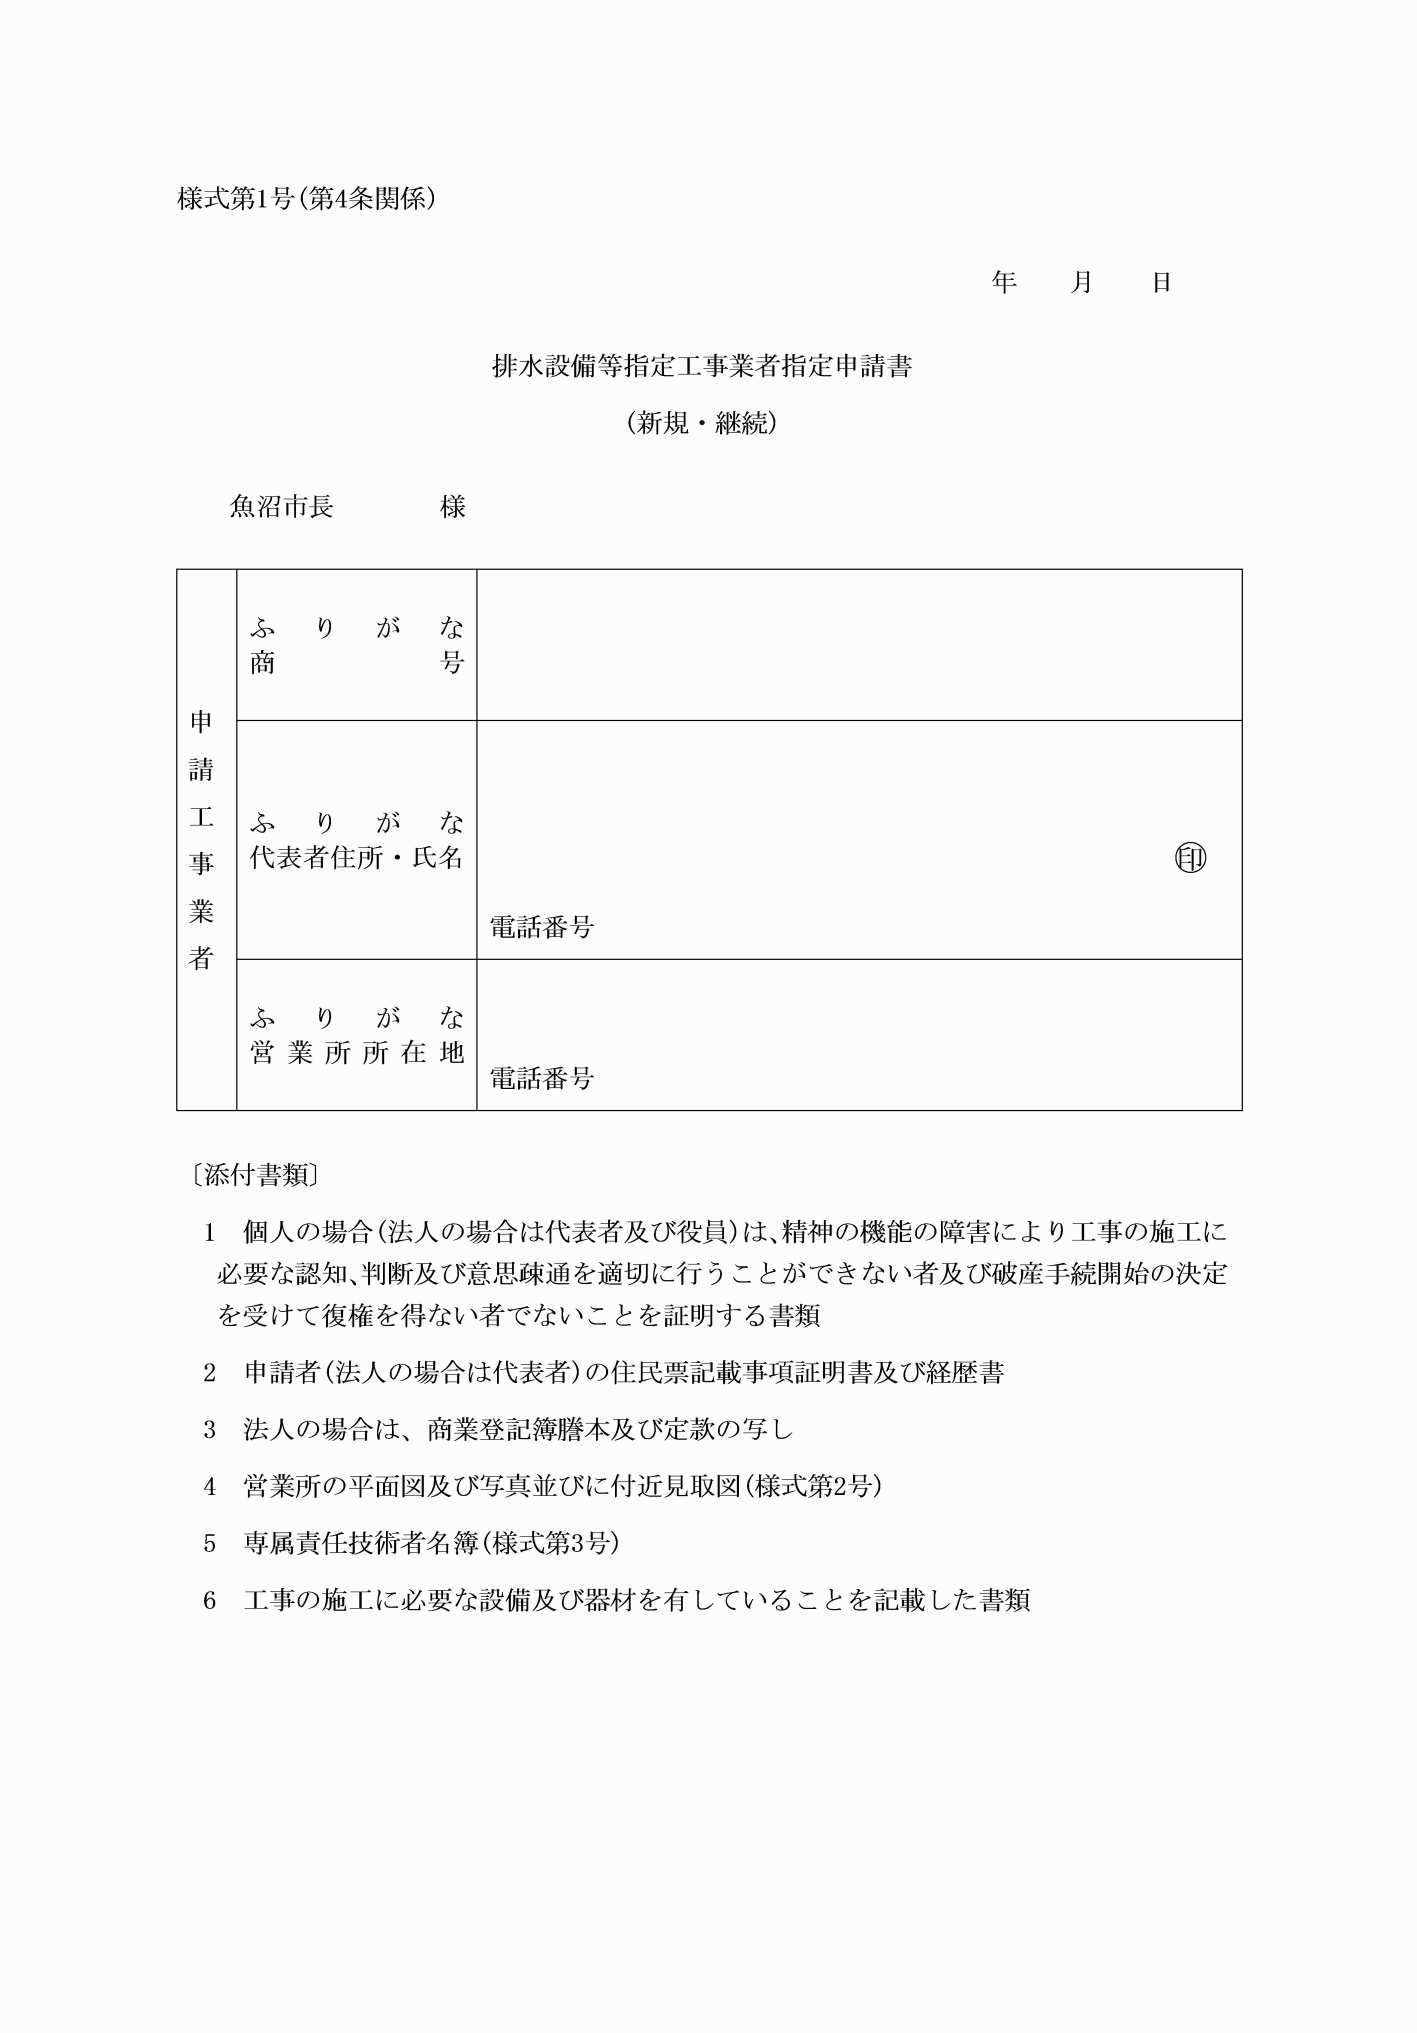 様式第1号(第4条関係)
年　月　日
排水設備等指定工事業者指定申請書
(新規・継続)
魚沼市長　　　　様
申請工事業者
ふりがな
商号
ふりがな
代表者住所・氏名
㊞
電話番号
ふりがな
営業所所在地
電話番号
〔添付書類〕
1　個人の場合(法人の場合は代表者及び役員)は、精神の機能の障害により工事の施工に
必要な認知、判断及び意思疎通を適切に行うことができない者及び破産手続開始の決定
を受けて復権を得ない者でないことを証明する書類
2　申請者(法人の場合は代表者)の住民票記載事項証明書及び経歴書
3　法人の場合は、商業登記簿謄本及び定款の写し
4　営業所の平面図及び写真並びに付近見取図(様式第2号)
5　専属責任技術者名簿(様式第3号)
6　工事の施工に必要な設備及び器材を有していることを記載した書類